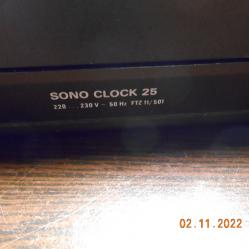 SONO CLOCK 25
220 ... 230 V ~ 50 Hz FTZ 11/507
02.11.2022